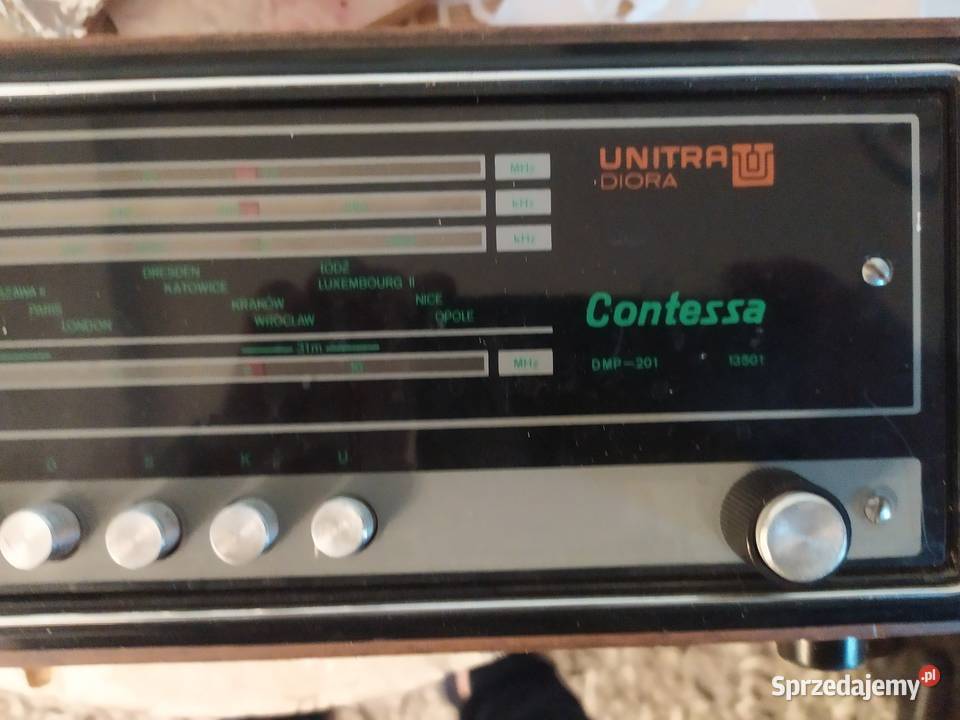 UNITRA
DIORA
MHz
kHz
kHz
DRESDEN
ŁÓDŹ
KATOWICE
LUXEMBOURG II
PARIS
KRAKÓW
NICE
LONDON
WROCŁAW
OPOLE
Contessa
31m
MHz
DMP-201
13501
S
K
U
Sprzedajemy.pl